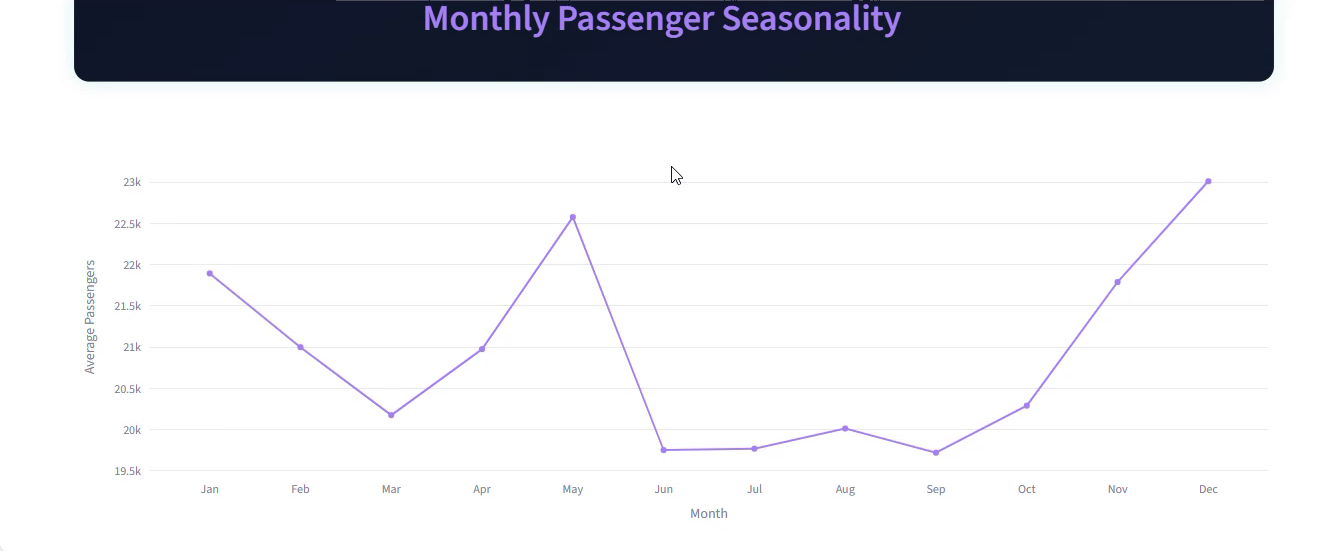 Monthly Passenger Seasonality
23k
22.5k
22k
21.5k
21k
20.5k
20k
19.5k
Average Passengers
Jan Feb Mar Apr May Jun Jul Aug Sep Oct Nov Dec
Month